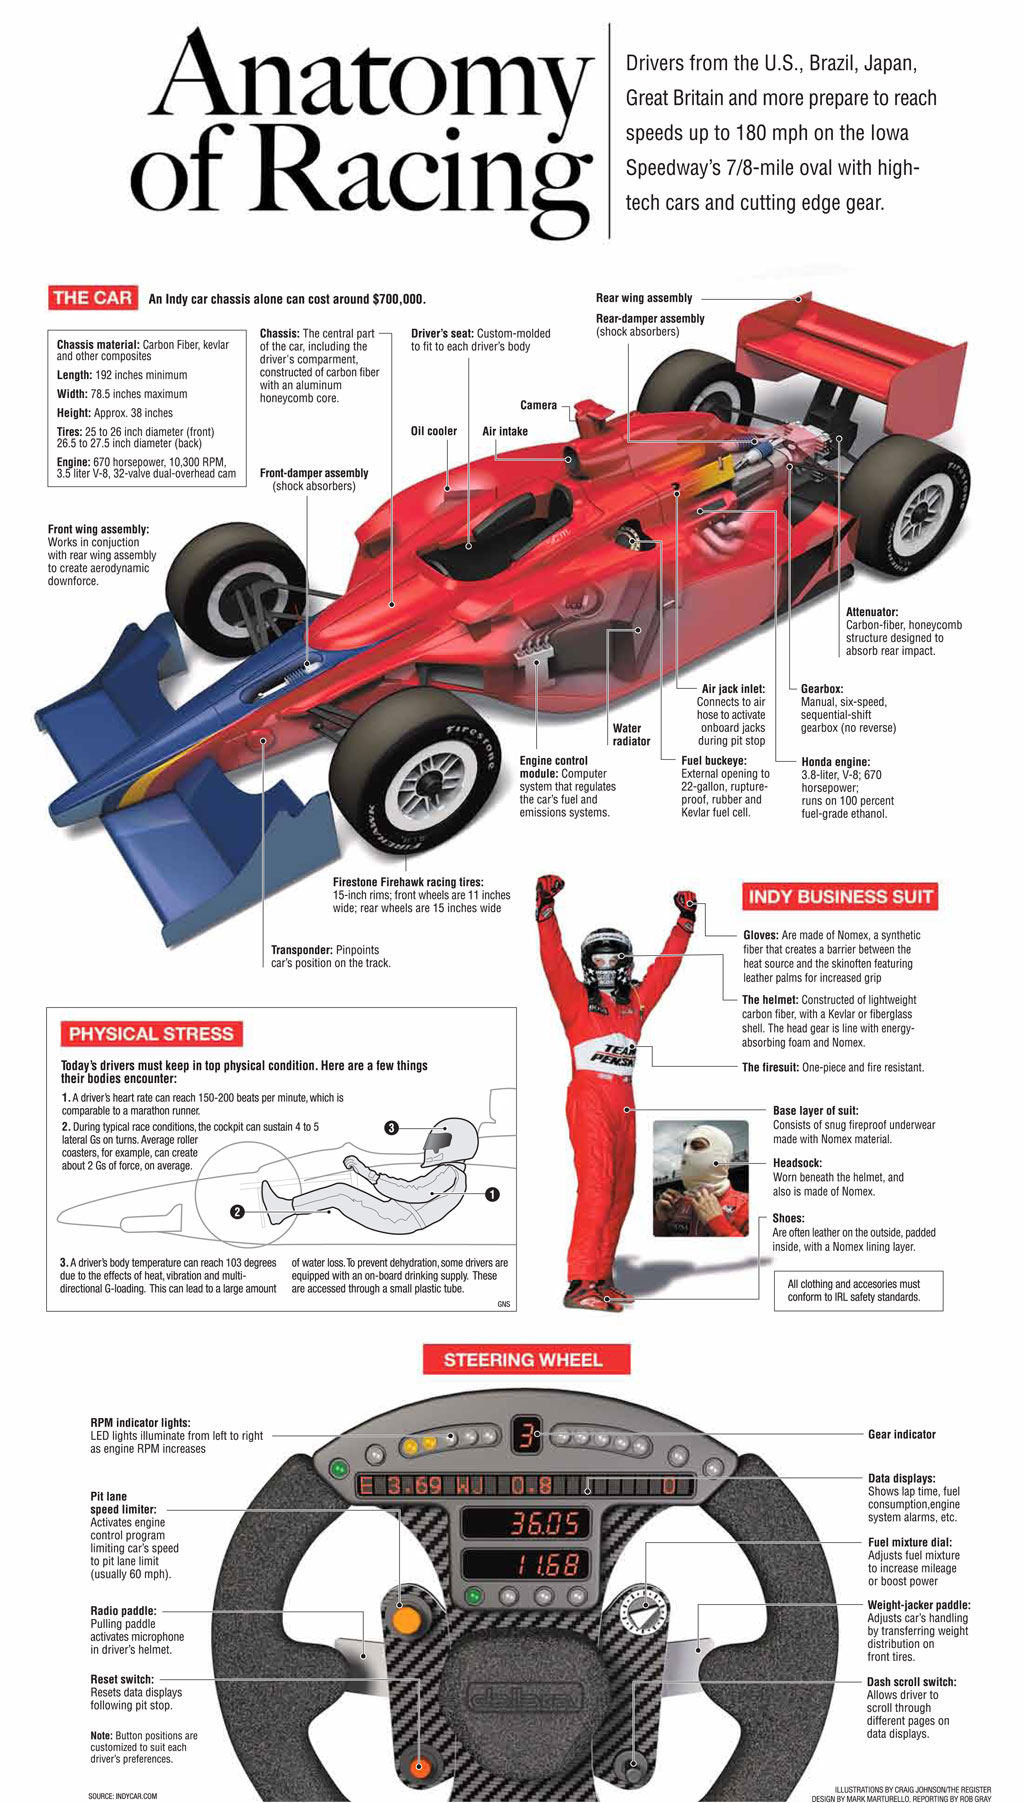 Anatomy
of Racing
Drivers from the U.S., Brazil, Japan,
Great Britain and more prepare to reach
speeds up to 180 mph on the Iowa
Speedway's 7/8-mile oval with high-
tech cars and cutting edge gear.
THE CAR
An Indy car chassis alone can cost around $700,000.
Chassis material: Carbon Fiber, kevlar
and other composites
Length: 192 inches minimum
Width: 78.5 inches maximum
Height: Approx. 38 inches
Tires: 25 to 26 inch diameter (front)
26.5 to 27.5 inch diameter (back)
Engine: 670 horsepower, 10,300 RPM,
3.5 liter V-8, 32-valve dual-overhead cam
Chassis: The central part
of the car, including the
driver's comparment,
constructed of carbon fiber
with an aluminum
honeycomb core.
Driver's seat: Custom-molded
to fit to each driver's body
Rear wing assembly
Rear-damper assembly
(shock absorbers)
Camera
Oil cooler
Air intake
Front-damper assembly
(shock absorbers)
Front wing assembly:
Works in conjuction
with rear wing assembly
to create aerodynamic
downforce.
Firestone
Attenuator:
Carbon-fiber, honeycomb
structure designed to
absorb rear impact.
Air jack inlet:
Connects to air
hose to activate
onboard jacks
during pit stop
Gearbox:
Manual, six-speed,
sequential-shift
gearbox (no reverse)
Water
radiator
Engine control
module: Computer
system that regulates
the car's fuel and
emissions systems.
Fuel buckeye:
External opening to
22-gallon, rupture-
proof, rubber and
Kevlar fuel cell.
Honda engine:
3.8-liter, V-8; 670
horsepower;
runs on 100 percent
fuel-grade ethanol.
Firestone
FIREHAWK
Firestone Firehawk racing tires:
15-inch rims; front wheels are 11 inches
wide; rear wheels are 15 inches wide
Transponder: Pinpoints
car's position on the track.
INDY BUSINESS SUIT
Gloves: Are made of Nomex, a synthetic
fiber that creates a barrier between the
heat source and the skinoften featuring
leather palms for increased grip
The helmet: Constructed of lightweight
carbon fiber, with a Kevlar or fiberglass
shell. The head gear is line with energy-
absorbing foam and Nomex.
The firesuit: One-piece and fire resistant.
TEAM
PENSKE
Base layer of suit:
Consists of snug fireproof underwear
made with Nomex material.
Headsock:
Worn beneath the helmet, and
also is made of Nomex.
Shoes:
Are often leather on the outside, padded
inside, with a Nomex lining layer.
All clothing and accesories must
conform to IRL safety standards.
PHYSICAL STRESS
Today's drivers must keep in top physical condition. Here are a few things
their bodies encounter:
1. A driver's heart rate can reach 150-200 beats per minute, which is
comparable to a marathon runner.
2. During typical race conditions, the cockpit can sustain 4 to 5
lateral Gs on turns. Average roller
coasters, for example, can create
about 2 Gs of force, on average.
3
1
2
3. A driver's body temperature can reach 103 degrees
due to the effects of heat, vibration and multi-
directional G-loading. This can lead to a large amount
of water loss. To prevent dehydration, some drivers are
equipped with an on-board drinking supply. These
are accessed through a small plastic tube.
GNS
STEERING WHEEL
RPM indicator lights:
LED lights illuminate from left to right
as engine RPM increases
3
Gear indicator
E 3.69 WJ 0.8 0
36.05
11.68
Pit lane
speed limiter:
Activates engine
control program
limiting car's speed
to pit lane limit
(usually 60 mph).
Radio paddle:
Pulling paddle
activates microphone
in driver's helmet.
Reset switch:
Resets data displays
following pit stop.
Note: Button positions are
customized to suit each
driver's preferences.
Data displays:
Shows lap time, fuel
consumption,engine
system alarms, etc.
Fuel mixture dial:
Adjusts fuel mixture
to increase mileage
or boost power
Weight-jacker paddle:
Adjusts car's handling
by transferring weight
distribution on
front tires.
Dash scroll switch:
Allows driver to
scroll through
different pages on
data displays.
SOURCE: INDYCAR.COM
ILLUSTRATIONS BY CRAIG JOHNSON/THE REGISTER
DESIGN BY MARK MARTURELLO, REPORTING BY ROB GRAY